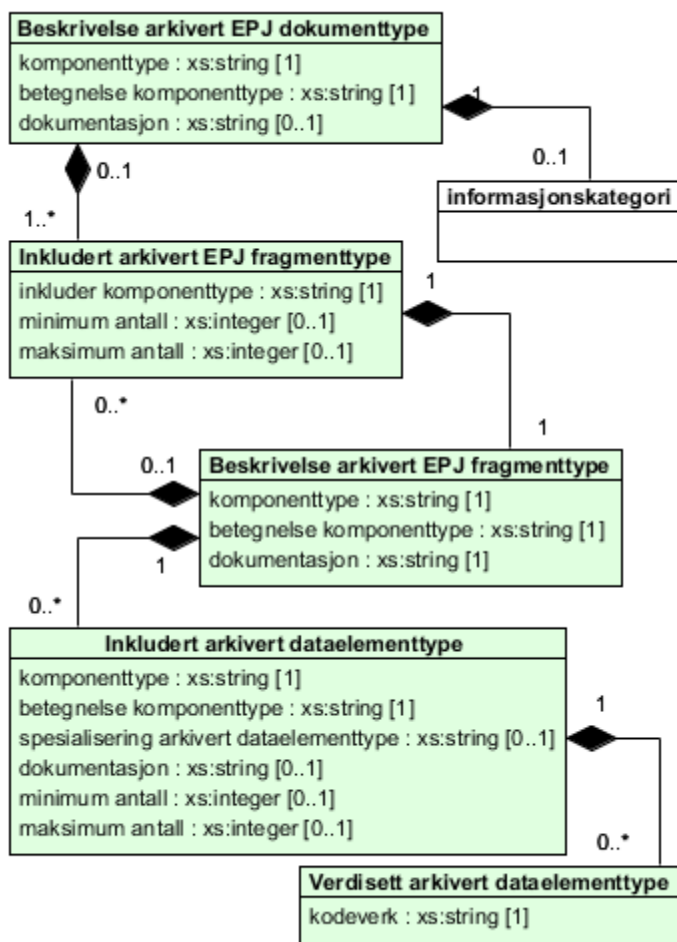 Beskrivelse arkivert EPJ dokumenttype
komponenttype : xs:string [1]
betegnelse komponenttype : xs:string [1]
dokumentasjon : xs:string [0..1]
1
0..1
0..1
informasjonskategori
1..*
Inkludert arkivert EPJ fragmenttype
inkluder komponenttype : xs:string [1]
minimum antall : xs:integer [0..1]
maksimum antall : xs:integer [0..1]
1
0..*
1
0..1
Beskrivelse arkivert EPJ fragmenttype
komponenttype : xs:string [1]
betegnelse komponenttype : xs:string [1]
dokumentasjon : xs:string [1]
1
0..*
Inkludert arkivert dataelementtype
komponenttype : xs:string [1]
betegnelse komponenttype : xs:string [1]
spesialisering arkivert dataelementtype : xs:string [0..1]
dokumentasjon : xs:string [0..1]
minimum antall : xs:integer [0..1]
maksimum antall : xs:integer [0..1]
1
0..*
Verdisett arkivert dataelementtype
kodeverk : xs:string [1]